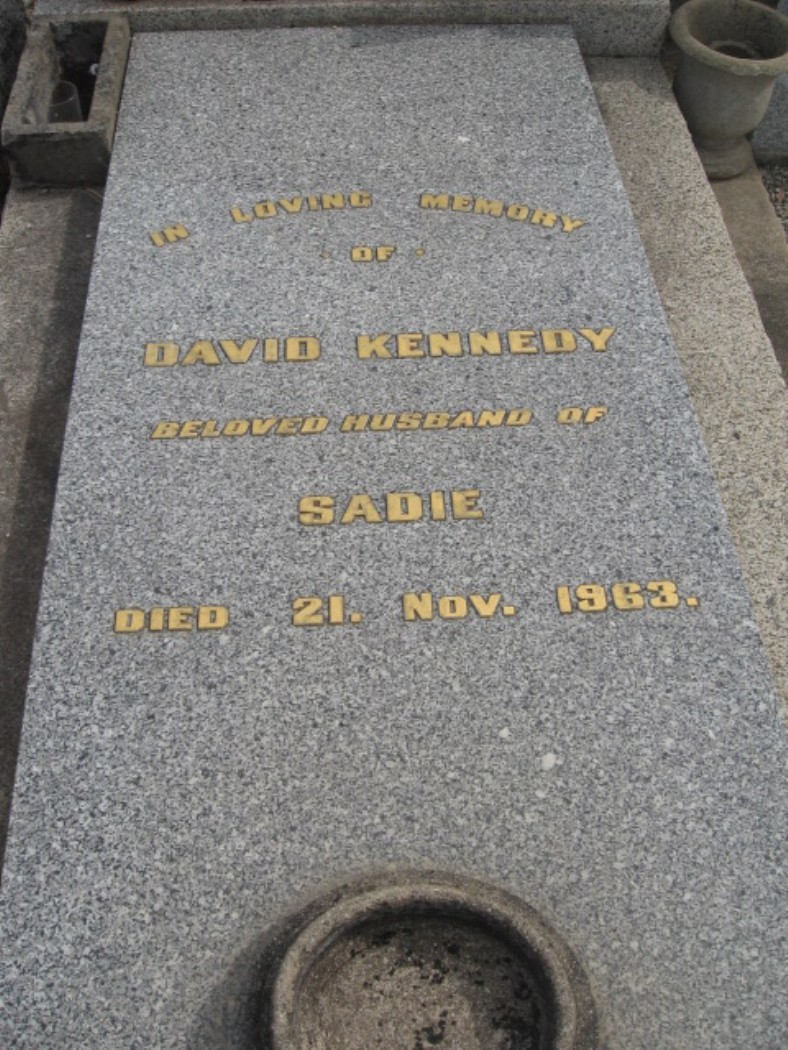 IN LOVING MEMORY
OF
DAVID KENNEDY
BELOVED HUSBAND OF
SADIE
DIED 21. NOV. 1963.